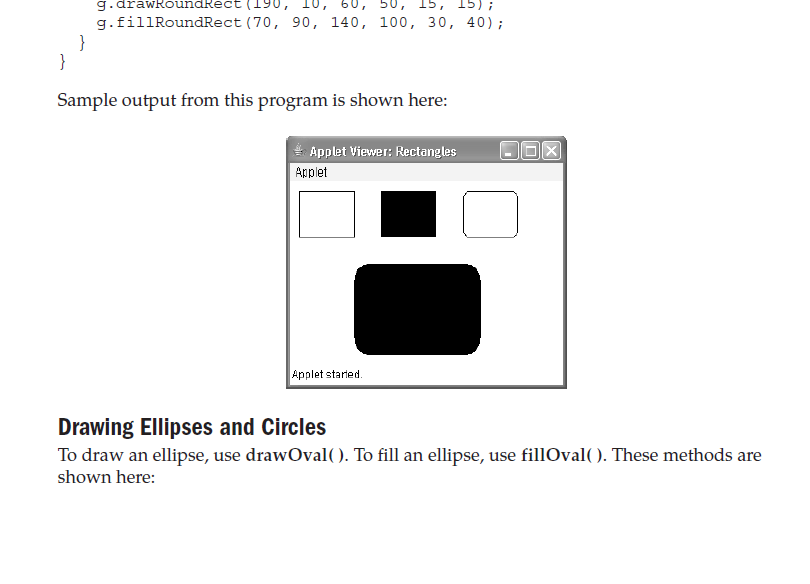 g.drawRoundRect(190, 10, 60, 50, 15, 15);
g.fillRoundRect(70, 90, 140, 100, 30, 40);
}
}
Sample output from this program is shown here:
Applet Viewer: Rectangles
Applet
Applet started.
Drawing Ellipses and Circles
To draw an ellipse, use drawOval( ). To fill an ellipse, use fillOval( ). These methods are
shown here: